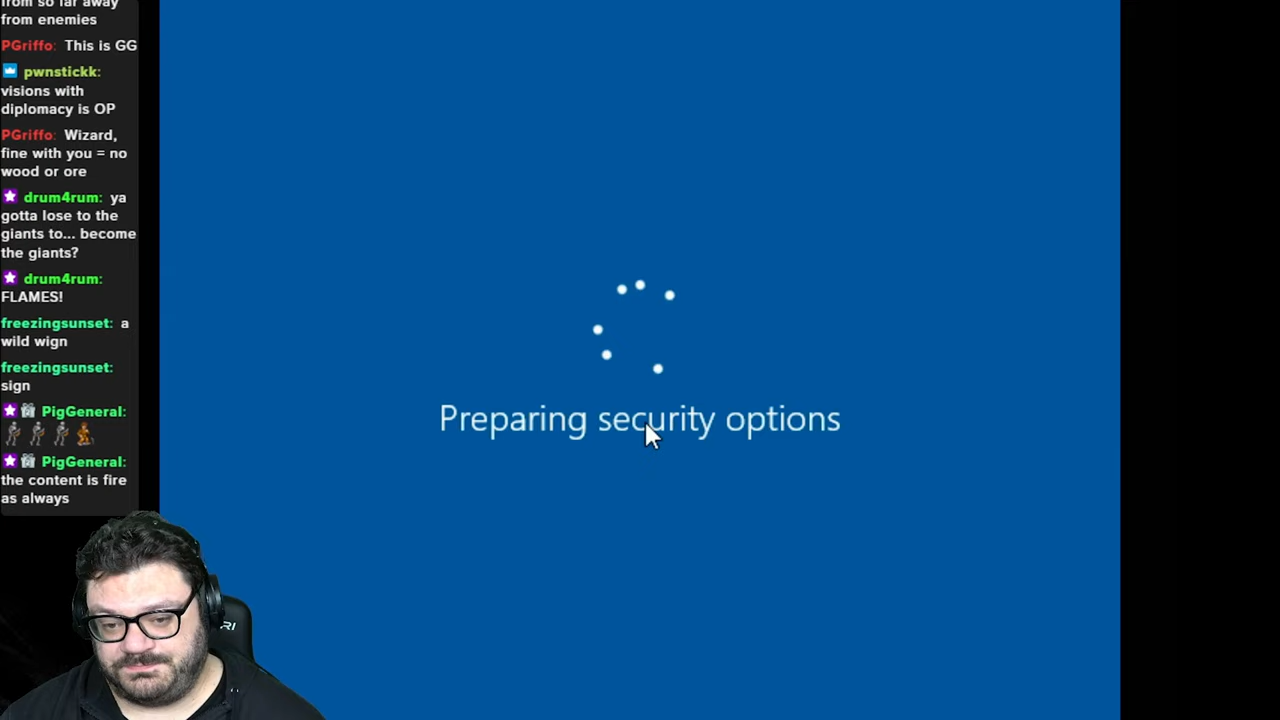 from so far away
from enemies
PGriffo: This is GG
pwnstickk:
visions with
diplomacy is OP
PGriffo: Wizard,
fine with you = no
wood or ore
drum4rum: ya
gotta lose to the
giants to... become
the giants?
drum4rum:
FLAMES!
freezingsunset: a
wild wign
freezingsunset:
sign
PigGeneral:
PigGeneral:
the content is fire
as always
Preparing security options